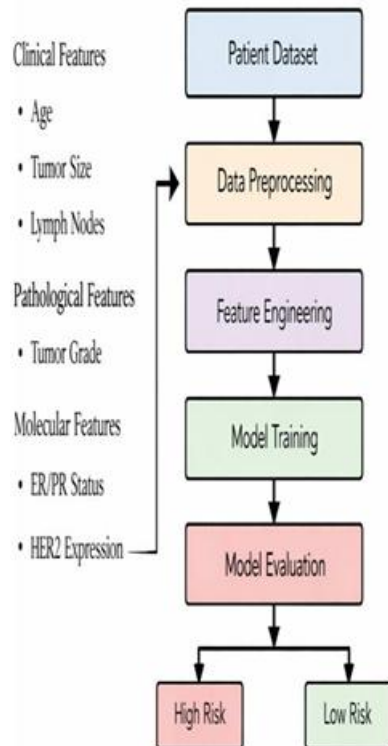 Clinical Features
• Age
• Tumor Size
• Lymph Nodes
Pathological Features
• Tumor Grade
Molecular Features
• ER/PR Status
• HER2 Expression
Patient Dataset
Data Preprocessing
Feature Engineering
Model Training
Model Evaluation
High Risk
Low Risk